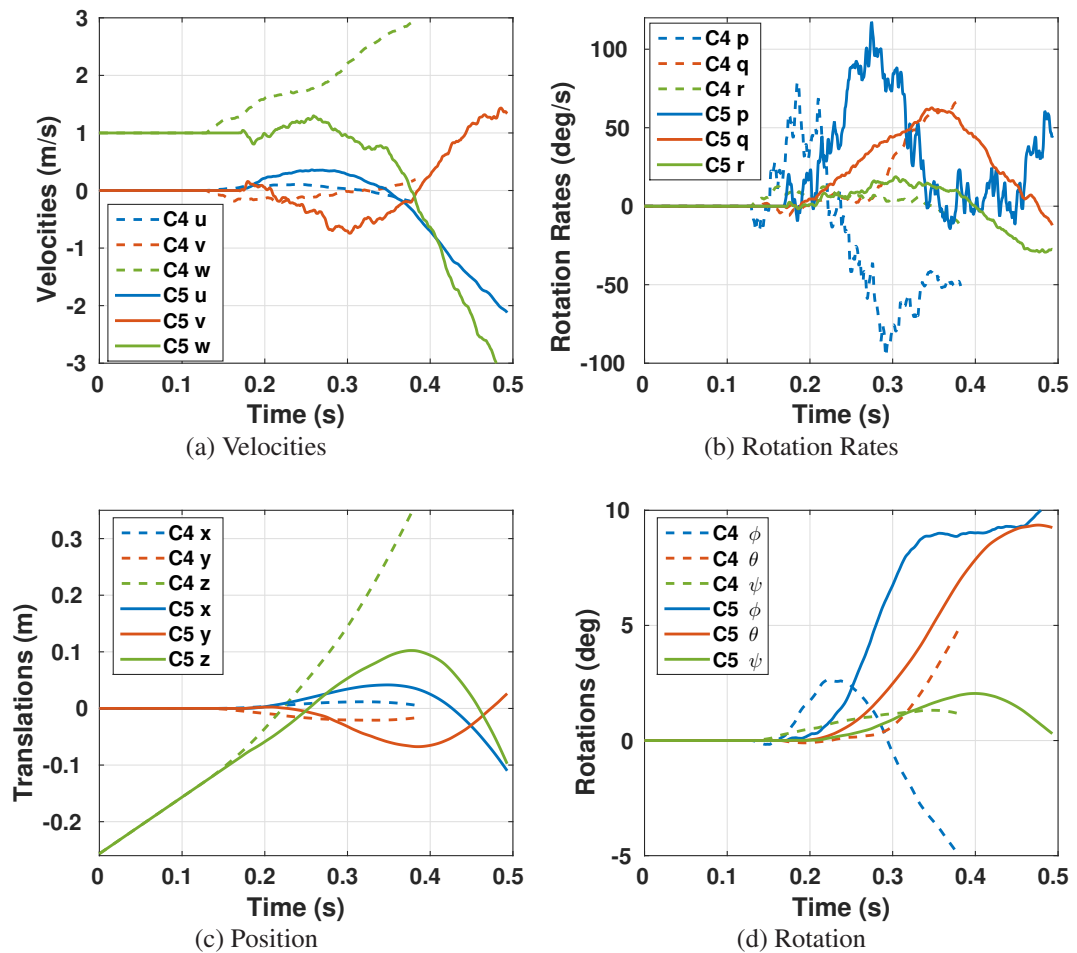 3
2
1
0
-1
-2
-3
Velocities (m/s)
C4 u
C4 v
C4 w
C5 u
C5 v
C5 w
0 0.1 0.2 0.3 0.4 0.5
Time (s)
(a) Velocities
100
50
0
-50
-100
Rotation Rates (deg/s)
C4 p
C4 q
C4 r
C5 p
C5 q
C5 r
0 0.1 0.2 0.3 0.4 0.5
Time (s)
(b) Rotation Rates
0.3
0.2
0.1
0
-0.1
-0.2
Translations (m)
C4 x
C4 y
C4 z
C5 x
C5 y
C5 z
0 0.1 0.2 0.3 0.4 0.5
Time (s)
(c) Position
10
5
0
-5
Rotations (deg)
C4 ϕ
C4 θ
C4 ψ
C5 ϕ
C5 θ
C5 ψ
0 0.1 0.2 0.3 0.4 0.5
Time (s)
(d) Rotation